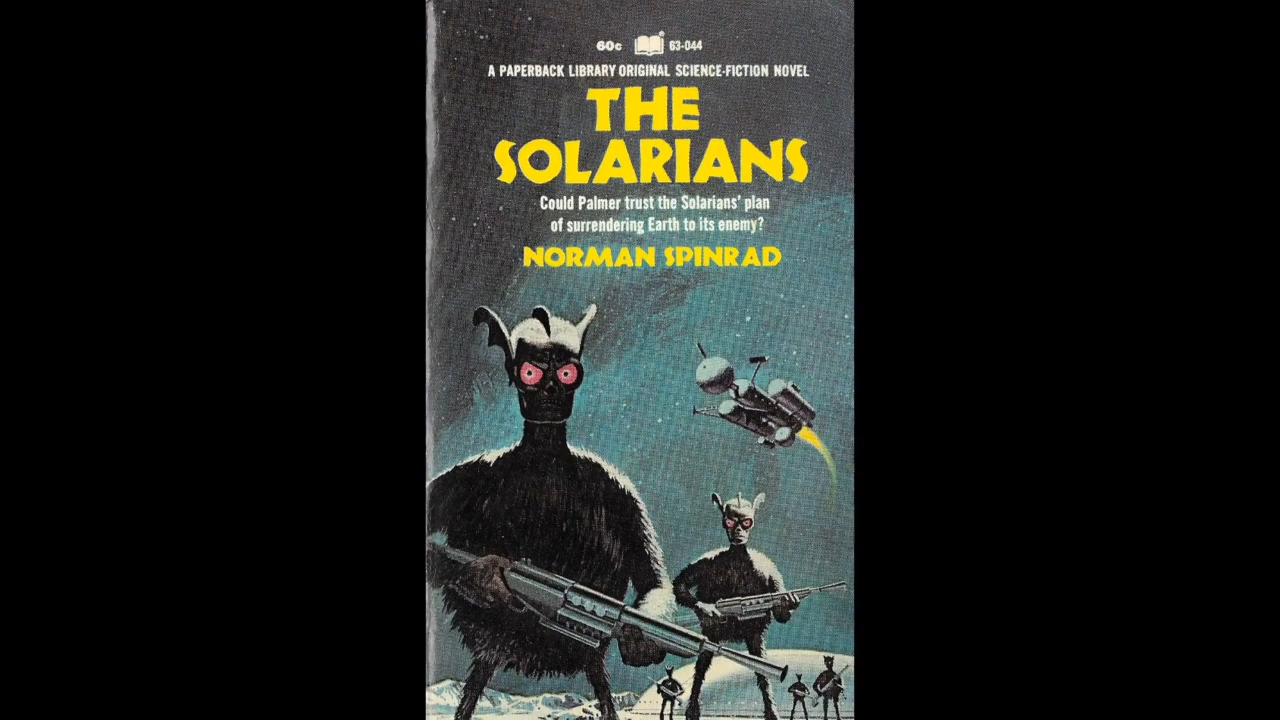 60c 63-044
A PAPERBACK LIBRARY ORIGINAL SCIENCE-FICTION NOVEL
THE
SOLARIANS
Could Palmer trust the Solarians' plan
of surrendering Earth to its enemy?
NORMAN SPINRAD